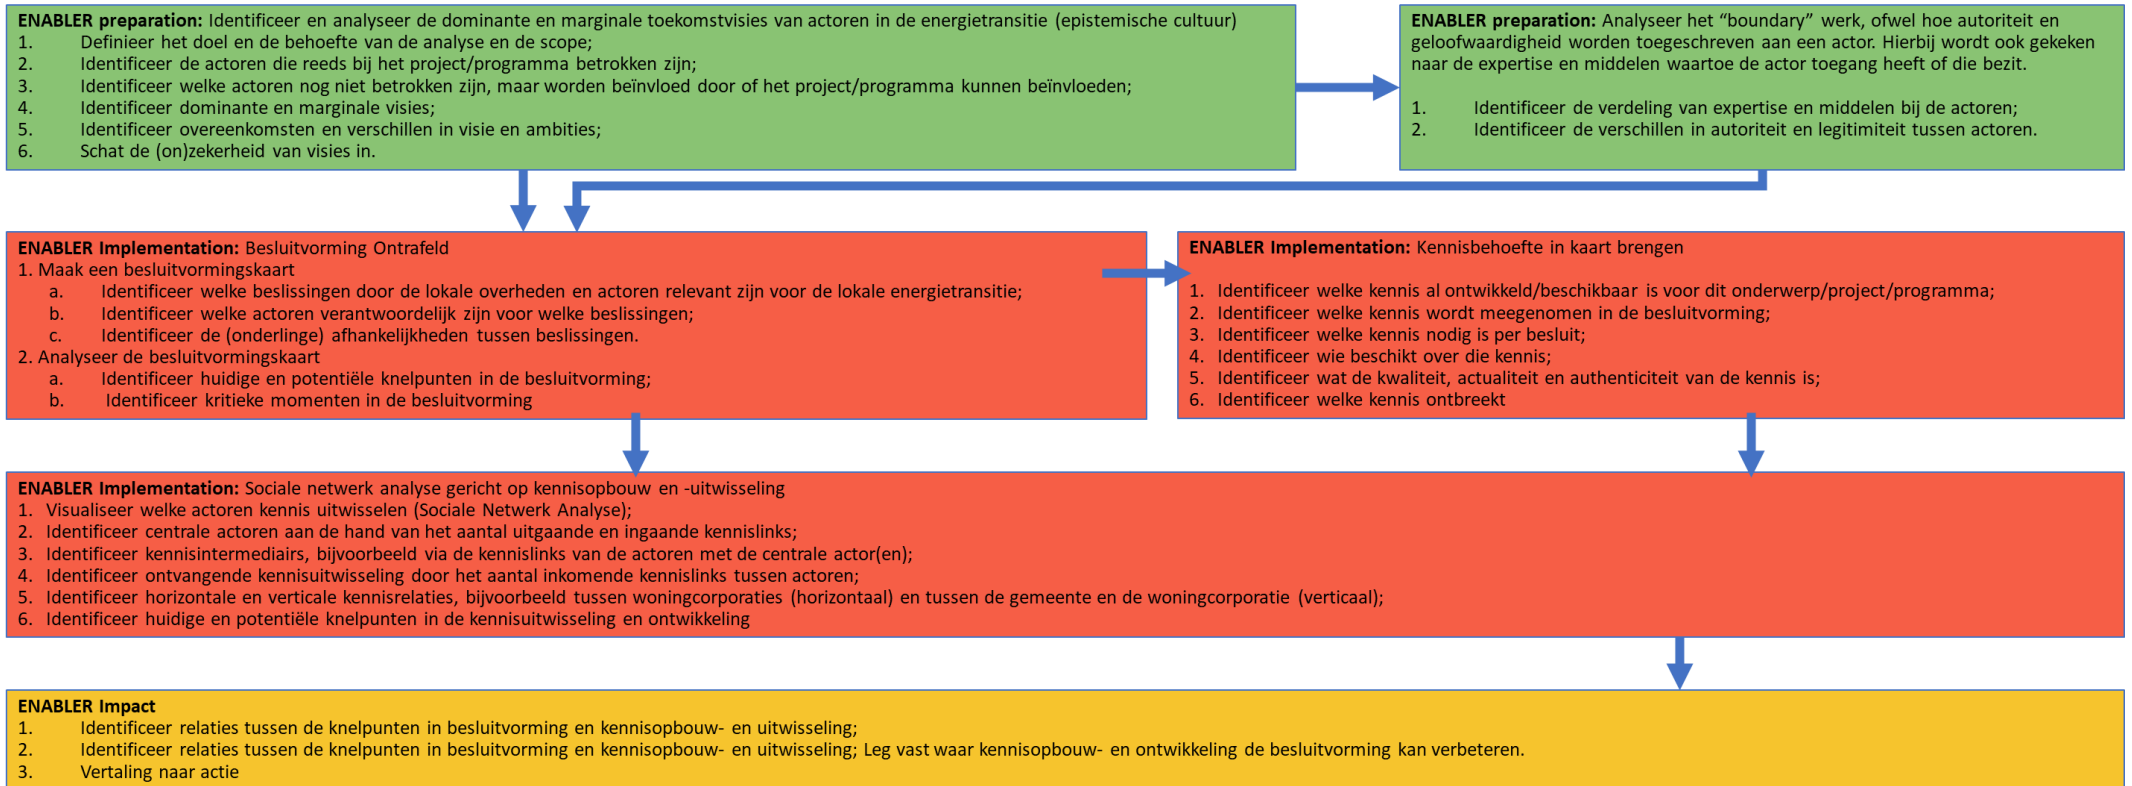 ENABLER preparation: Identificeer en analyseer de dominante en marginale toekomstvisies van actoren in de energietransitie (epistemische cultuur)
1. Definieer het doel en de behoefte van de analyse en de scope;
2. Identificeer de actoren die reeds bij het project/programma betrokken zijn;
3. Identificeer welke actoren nog niet betrokken zijn, maar worden beïnvloed door of het project/programma kunnen beïnvloeden;
4. Identificeer dominante en marginale visies;
5. Identificeer overeenkomsten en verschillen in visie en ambities;
6. Schat de (on)zekerheid van visies in.
ENABLER preparation: Analyseer het “boundary” werk, ofwel hoe autoriteit en
geloofwaardigheid worden toegeschreven aan een actor. Hierbij wordt ook gekeken
naar de expertise en middelen waartoe de actor toegang heeft of die bezit.
1. Identificeer de verdeling van expertise en middelen bij de actoren;
2. Identificeer de verschillen in autoriteit en legitimiteit tussen actoren.
ENABLER Implementation: Besluitvorming Ontrafeld
1. Maak een besluitvormingskaart
a. Identificeer welke beslissingen door de lokale overheden en actoren relevant zijn voor de lokale energietransitie;
b. Identificeer welke actoren verantwoordelijk zijn voor welke beslissingen;
c. Identificeer de (onderlinge) afhankelijkheden tussen beslissingen.
2. Analyseer de besluitvormingskaart
a. Identificeer huidige en potentiële knelpunten in de besluitvorming;
b. Identificeer kritieke momenten in de besluitvorming
ENABLER Implementation: Kennisbehoefte in kaart brengen
1. Identificeer welke kennis al ontwikkeld/beschikbaar is voor dit onderwerp/project/programma;
2. Identificeer welke kennis wordt meegenomen in de besluitvorming;
3. Identificeer welke kennis nodig is per besluit;
4. Identificeer wie beschikt over die kennis;
5. Identificeer wat de kwaliteit, actualiteit en authenticiteit van de kennis is;
6. Identificeer welke kennis ontbreekt
ENABLER Implementation: Sociale netwerk analyse gericht op kennisopbouw en -uitwisseling
1. Visualiseer welke actoren kennis uitwisselen (Sociale Netwerk Analyse);
2. Identificeer centrale actoren aan de hand van het aantal uitgaande en ingaande kennislinks;
3. Identificeer kennisintermediairs, bijvoorbeeld via de kennislinks van de actoren met de centrale actor(en);
4. Identificeer ontvangende kennisuitwisseling door het aantal inkomende kennislinks tussen actoren;
5. Identificeer horizontale en verticale kennisrelaties, bijvoorbeeld tussen woningcorporaties (horizontaal) en tussen de gemeente en de woningcorporatie (verticaal);
6. Identificeer huidige en potentiële knelpunten in de kennisuitwisseling en ontwikkeling
ENABLER Impact
1. Identificeer relaties tussen de knelpunten in besluitvorming en kennisopbouw- en uitwisseling;
2. Identificeer relaties tussen de knelpunten in besluitvorming en kennisopbouw- en uitwisseling; Leg vast waar kennisopbouw- en ontwikkeling de besluitvorming kan verbeteren.
3. Vertaling naar actie